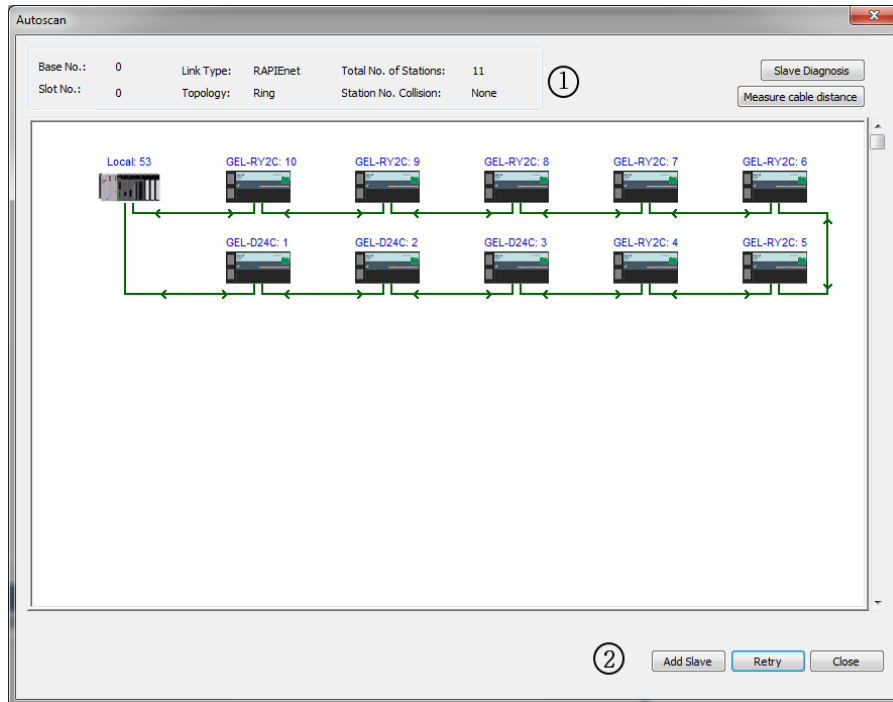 Autoscan
Base No.: 0 Link Type: RAPIEnet Total No. of Stations: 11 ① Slave Diagnosis
Slot No.: 0 Topology: Ring Station No. Collision: None Measure cable distance
Local: 53 GEL-RY2C: 10 GEL-RY2C: 9 GEL-RY2C: 8 GEL-RY2C: 7 GEL-RY2C: 6
GEL-D24C: 1 GEL-D24C: 2 GEL-D24C: 3 GEL-RY2C: 4 GEL-RY2C: 5
② Add Slave Retry Close